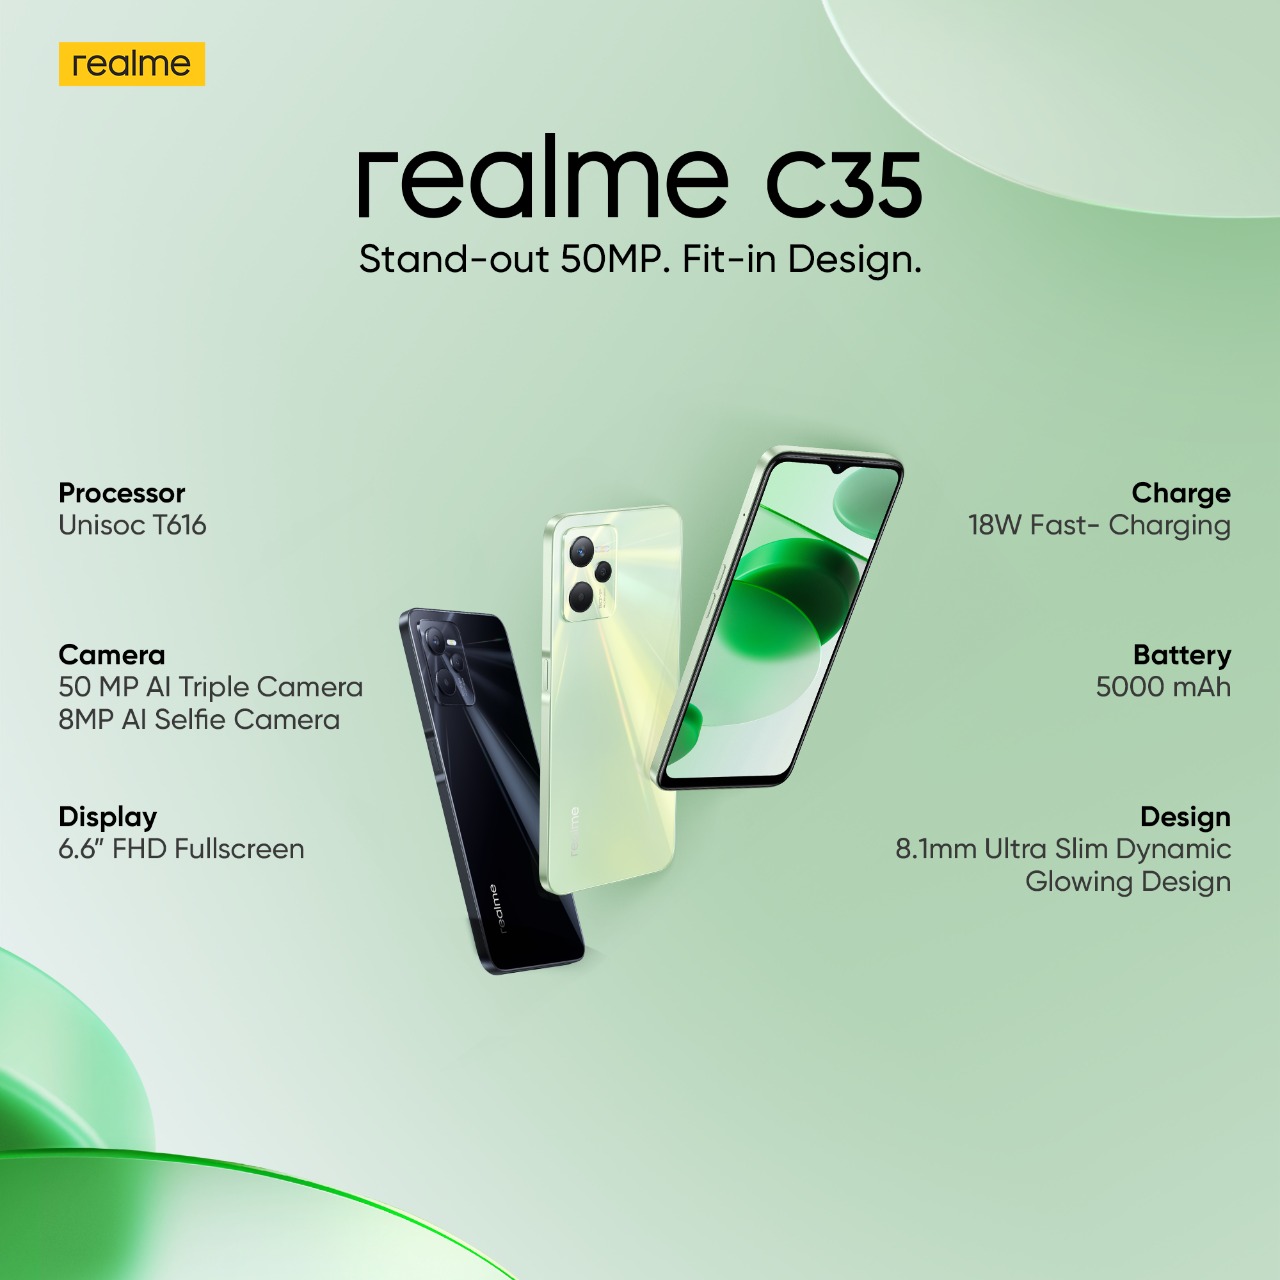 realme
realme C35
Stand-out 50MP. Fit-in Design.
Processor
Unisoc T616
Camera
50 MP AI Triple Camera
8MP AI Selfie Camera
Display
6.6” FHD Fullscreen
Charge
18W Fast- Charging
Battery
5000 mAh
Design
8.1mm Ultra Slim Dynamic
Glowing Design
realme
realme